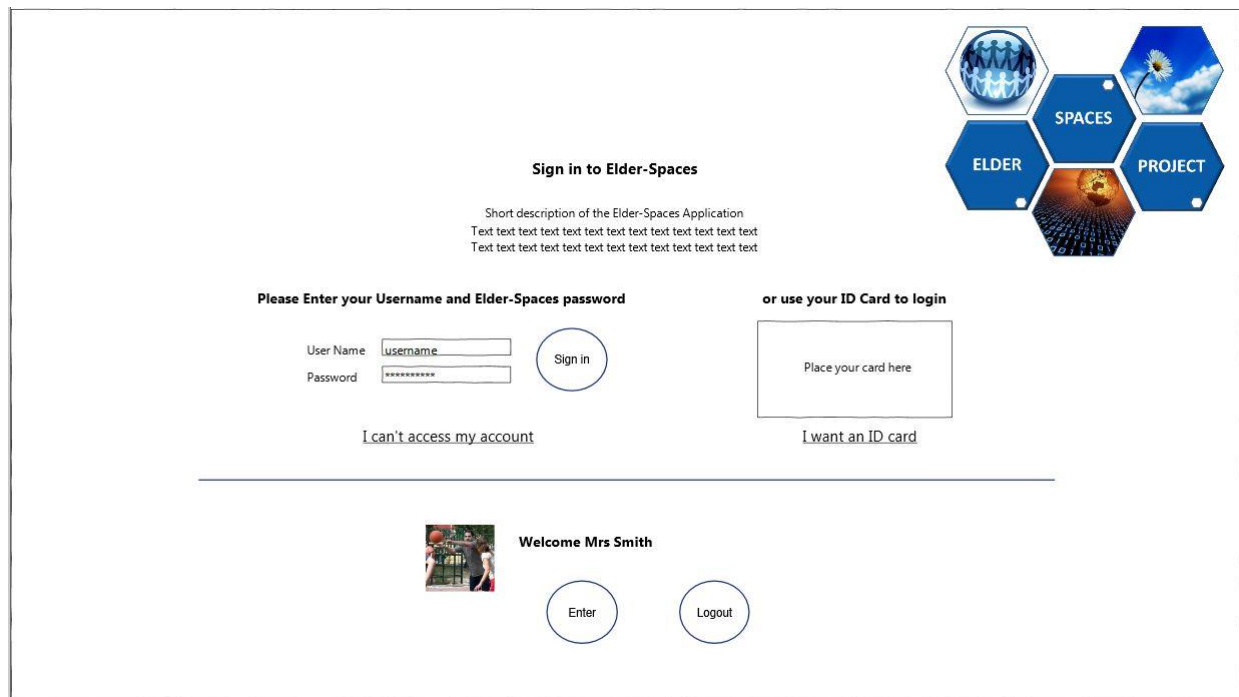 SPACES
ELDER
PROJECT
Sign in to Elder-Spaces
Short description of the Elder-Spaces Application
Text text text text text text text text text text text text text text
Text text text text text text text text text text text text text text
Please Enter your Username and Elder-Spaces password
or use your ID Card to login
User Name
username
Sign in
Password
**********
Place your card here
I can't access my account
I want an ID card
Welcome Mrs Smith
Enter
Logout